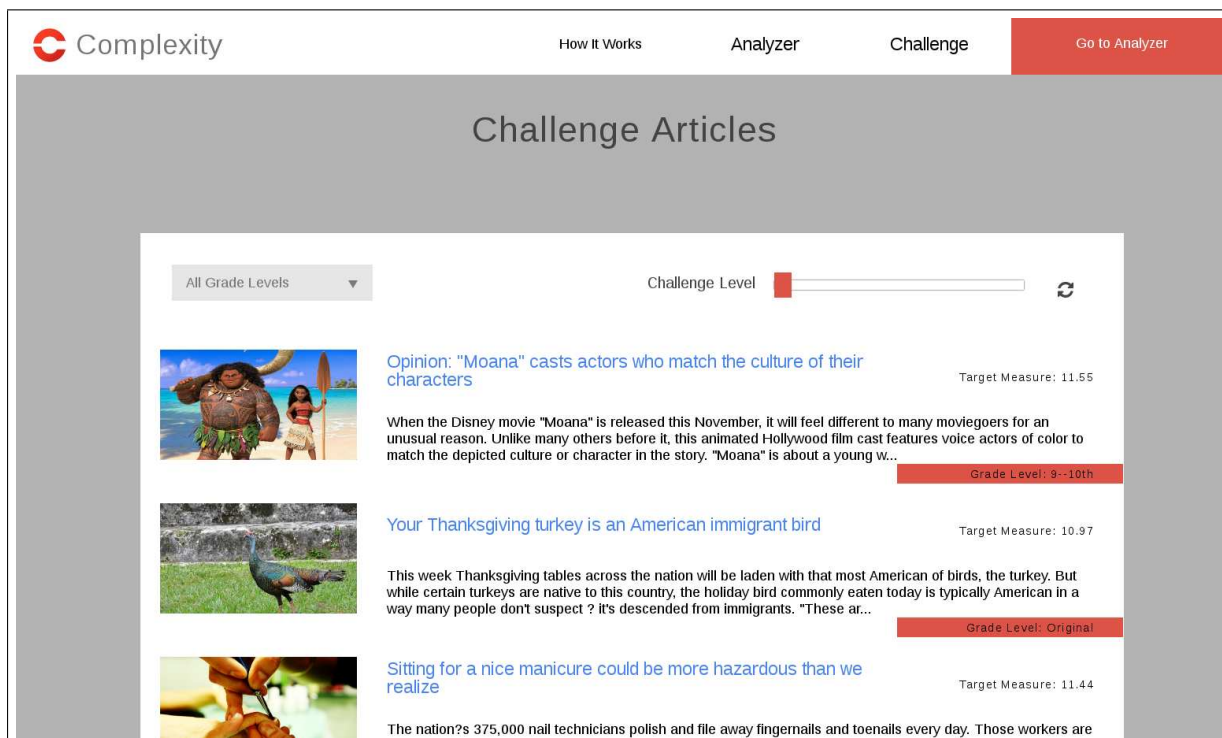 Complexity
How It Works
Analyzer
Challenge
Go to Analyzer
Challenge Articles
All Grade Levels
Challenge Level
Opinion: "Moana" casts actors who match the culture of their
characters
Target Measure: 11.55
When the Disney movie "Moana" is released this November, it will feel different to many moviegoers for an
unusual reason. Unlike many others before it, this animated Hollywood film cast features voice actors of color to
match the depicted culture or character in the story. "Moana" is about a young w...
Grade Level: 9--10th
Your Thanksgiving turkey is an American immigrant bird
Target Measure: 10.97
This week Thanksgiving tables across the nation will be laden with that most American of birds, the turkey. But
while certain turkeys are native to this country, the holiday bird commonly eaten today is typically American in a
way many people don't suspect ? it's descended from immigrants. "These ar...
Grade Level: Original
Sitting for a nice manicure could be more hazardous than we
realize
Target Measure: 11.44
The nation?s 375,000 nail technicians polish and file away fingernails and toenails every day. Those workers are